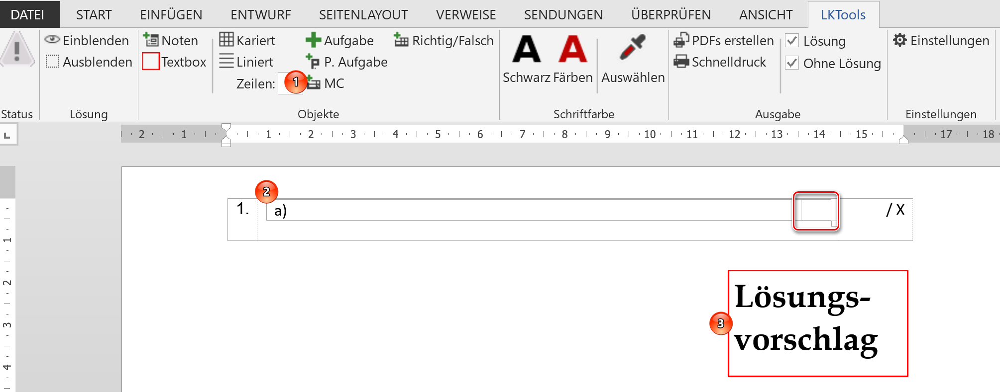 DATEI START EINFÜGEN ENTWURF SEITENLAYOUT VERWEISE SENDUNGEN ÜBERPRÜFEN ANSICHT LKTools
Einblenden Noten Kariert Aufgabe Richtig/Falsch PDFs erstellen Lösung Einstellungen
Ausblenden Textbox Liniert P. Aufgabe Schnelldruck Ohne Lösung
Zeilen: 1 MC
Schwarz Färben Auswählen
Status Lösung Objekte Schriftfarbe Ausgabe Einstellungen
2 1 1 2 3 4 5 6 7 8 9 10 11 12 13 14 15 17 18
2
1. a) / X
1
2
3
4
Lösungs-
3
vorschlag